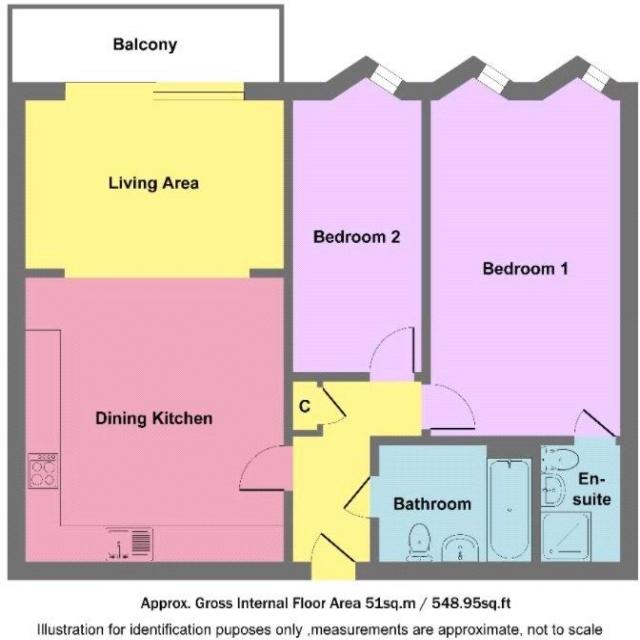 Balcony
Living Area
Bedroom 2
Bedroom 1
C
Dining Kitchen
Bathroom
En-
suite
Approx. Gross Internal Floor Area 51sq.m / 548.95sq.ft
Illustration for identification puposes only ,measurements are approximate, not to scale